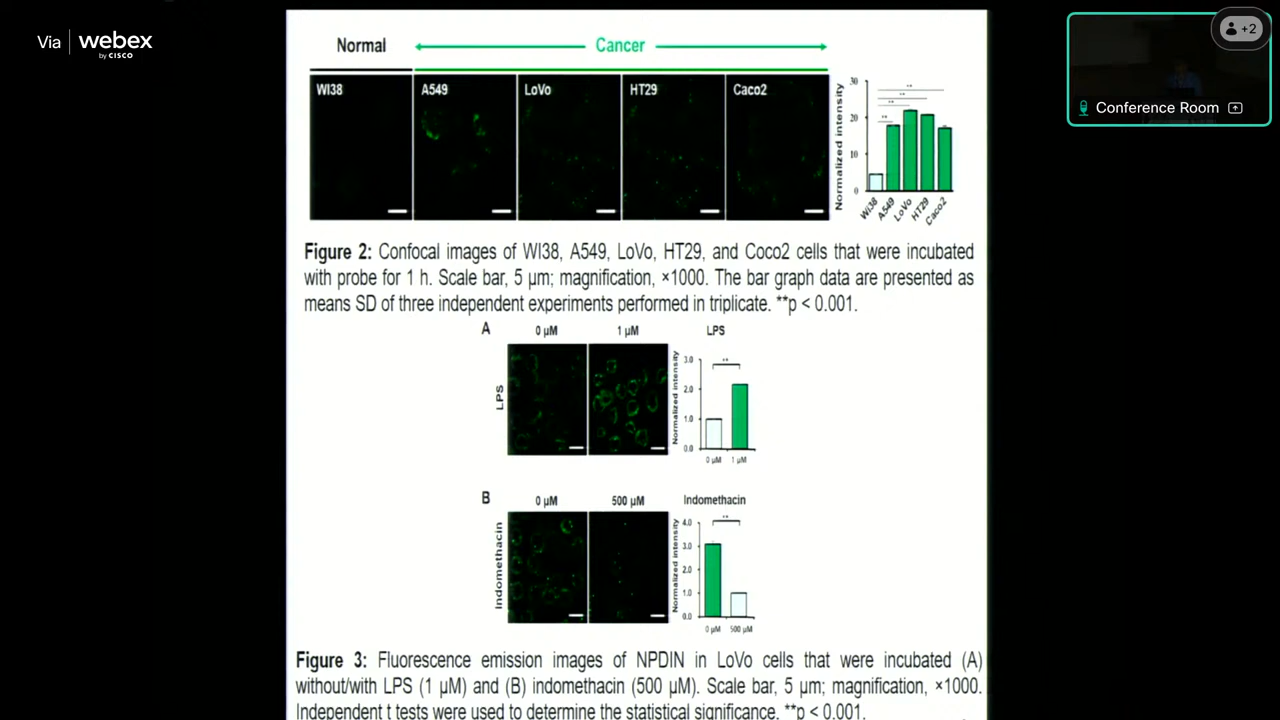 Via webex
by CISCO
+2
Conference Room
Normal
Cancer
WI38
A549
LoVo
HT29
Caco2
Normalized intensity
30
20
10
0
**
**
**
**
WI38
A549
LoVo
HT29
Caco2
Figure 2: Confocal images of WI38, A549, LoVo, HT29, and Coco2 cells that were incubated
with probe for 1 h. Scale bar, 5 μm; magnification, ×1000. The bar graph data are presented as
means SD of three independent experiments performed in triplicate. **p < 0.001.
A
0 μM
1 μM
LPS
LPS
Normalized intensity
3.0
2.0
1.0
0.0
**
0 μM
1 μM
B
0 μM
500 μM
Indomethacin
Indomethacin
Normalized intensity
4.0
3.0
2.0
1.0
0.0
**
0 μM
500 μM
Figure 3: Fluorescence emission images of NPDIN in LoVo cells that were incubated (A)
without/with LPS (1 μM) and (B) indomethacin (500 μM). Scale bar, 5 μm; magnification, ×1000.
Independent t tests were used to determine the statistical significance. **p < 0.001.